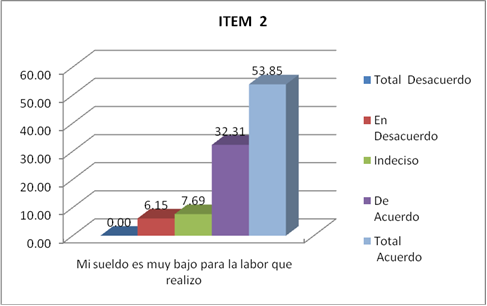 ITEM 2
60.00
50.00
40.00
30.00
20.00
10.00
0.00
0.00
6.15
7.69
32.31
53.85
Mi sueldo es muy bajo para la labor que
realizo
Total Desacuerdo
En
Desacuerdo
Indeciso
De
Acuerdo
Total
Acuerdo